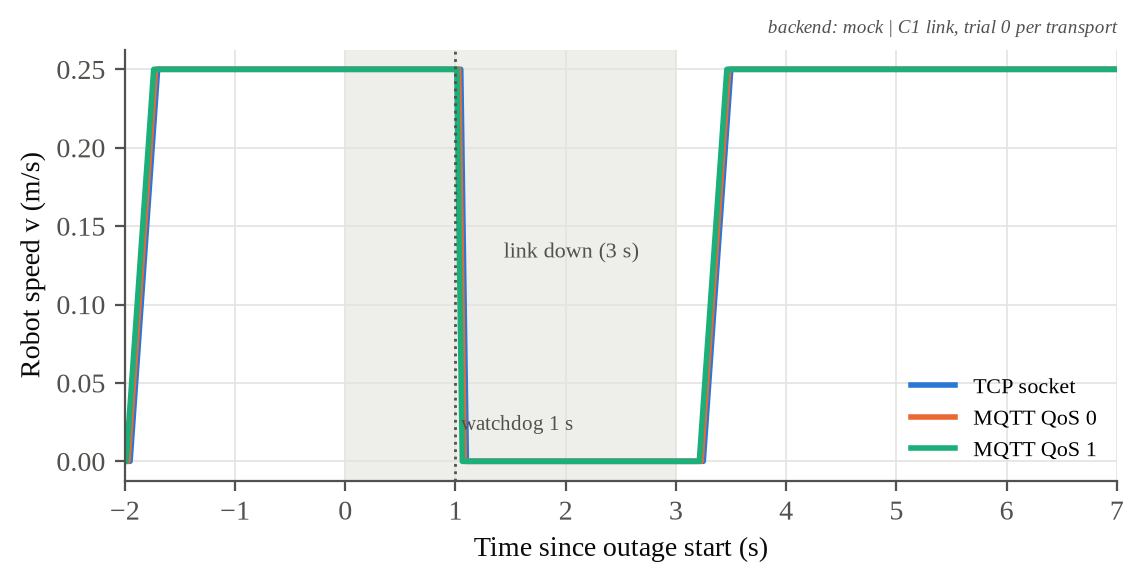 backend: mock | C1 link, trial 0 per transport
Robot speed v (m/s)
0.25
0.20
0.15
0.10
0.05
0.00
link down (3 s)
watchdog 1 s
TCP socket
MQTT QoS 0
MQTT QoS 1
−2 −1 0 1 2 3 4 5 6 7
Time since outage start (s)